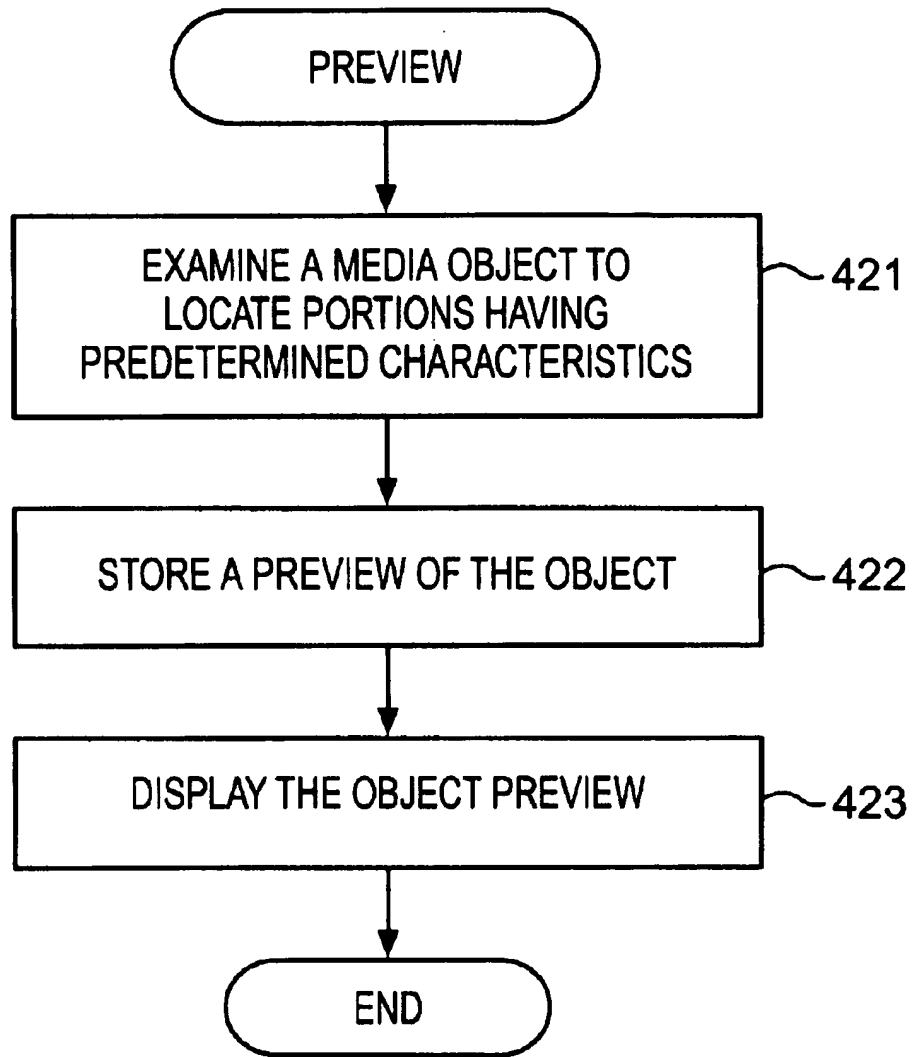 PREVIEW
EXAMINE A MEDIA OBJECT TO
LOCATE PORTIONS HAVING
PREDETERMINED CHARACTERISTICS
421
STORE A PREVIEW OF THE OBJECT
422
DISPLAY THE OBJECT PREVIEW
423
END